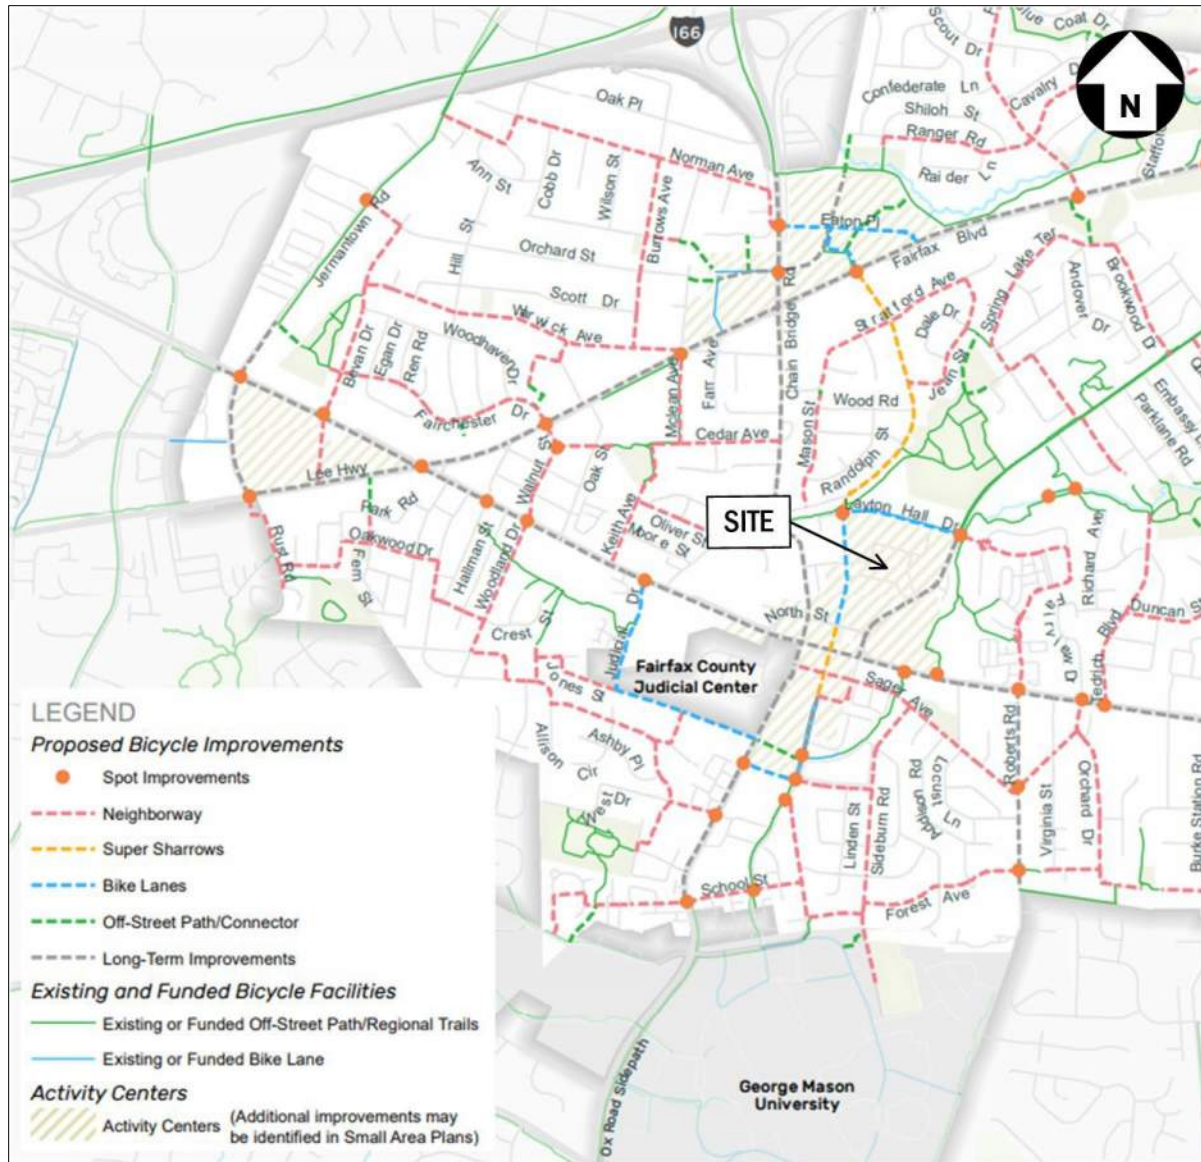 I66
Oak Pl
Scout Dr
Blue Coat Dr
Confederate Ln
Shiloh St
Cavalry D
Ranger Rd
Raider Ln
Stafford
N
Norman Ave
Ann St
Cobb Dr
Wilson St
Burrows Ave
Jermantown Rd
Hill St
Orchard St
Scott Dr
Eaton Pl
Fairfax Blvd
Chain Bridge Rd
Stratford Ave
Spring Lake Ter
Andover Dr
Brookwood D
Dale Dr
Jean St
Warwick Ave
Woodhaven Dr
Bevan Dr
Egan Dr
Ren Rd
Fairchester Dr
Mclean Ave
Farr Ave
Wood Rd
Embassy
Parklane Rd
Cedar Ave
Mason St
Randolph St
Lee Hwy
Walnut St
Oak St
Park Rd
Keith Ave
Oliver St
Moore St
SITE
Layton Hall Dr
Rust Rd
Oakwood Dr
Fern St
Hallman St
Woodland Dr
Richard Ave
Duncan St
Fairview Dr
Tedrich Blvd
Crest St
Judicial Dr
North St
Fairfax County
Judicial Center
Sager Ave
Jones St
Allison Cir
Ashby Pl
West Dr
Roberts Rd
Locust Ln
Addison Rd
Virginia St
Orchard Dr
Burke Station Rd
Linden St
Sideburn Rd
School St
Forest Ave
George Mason
University
Ox Road Sidepath
LEGEND
Proposed Bicycle Improvements
Spot Improvements
Neighborway
Super Sharrows
Bike Lanes
Off-Street Path/Connector
Long-Term Improvements
Existing and Funded Bicycle Facilities
Existing or Funded Off-Street Path/Regional Trails
Existing or Funded Bike Lane
Activity Centers
Activity Centers (Additional improvements may
be identified in Small Area Plans)